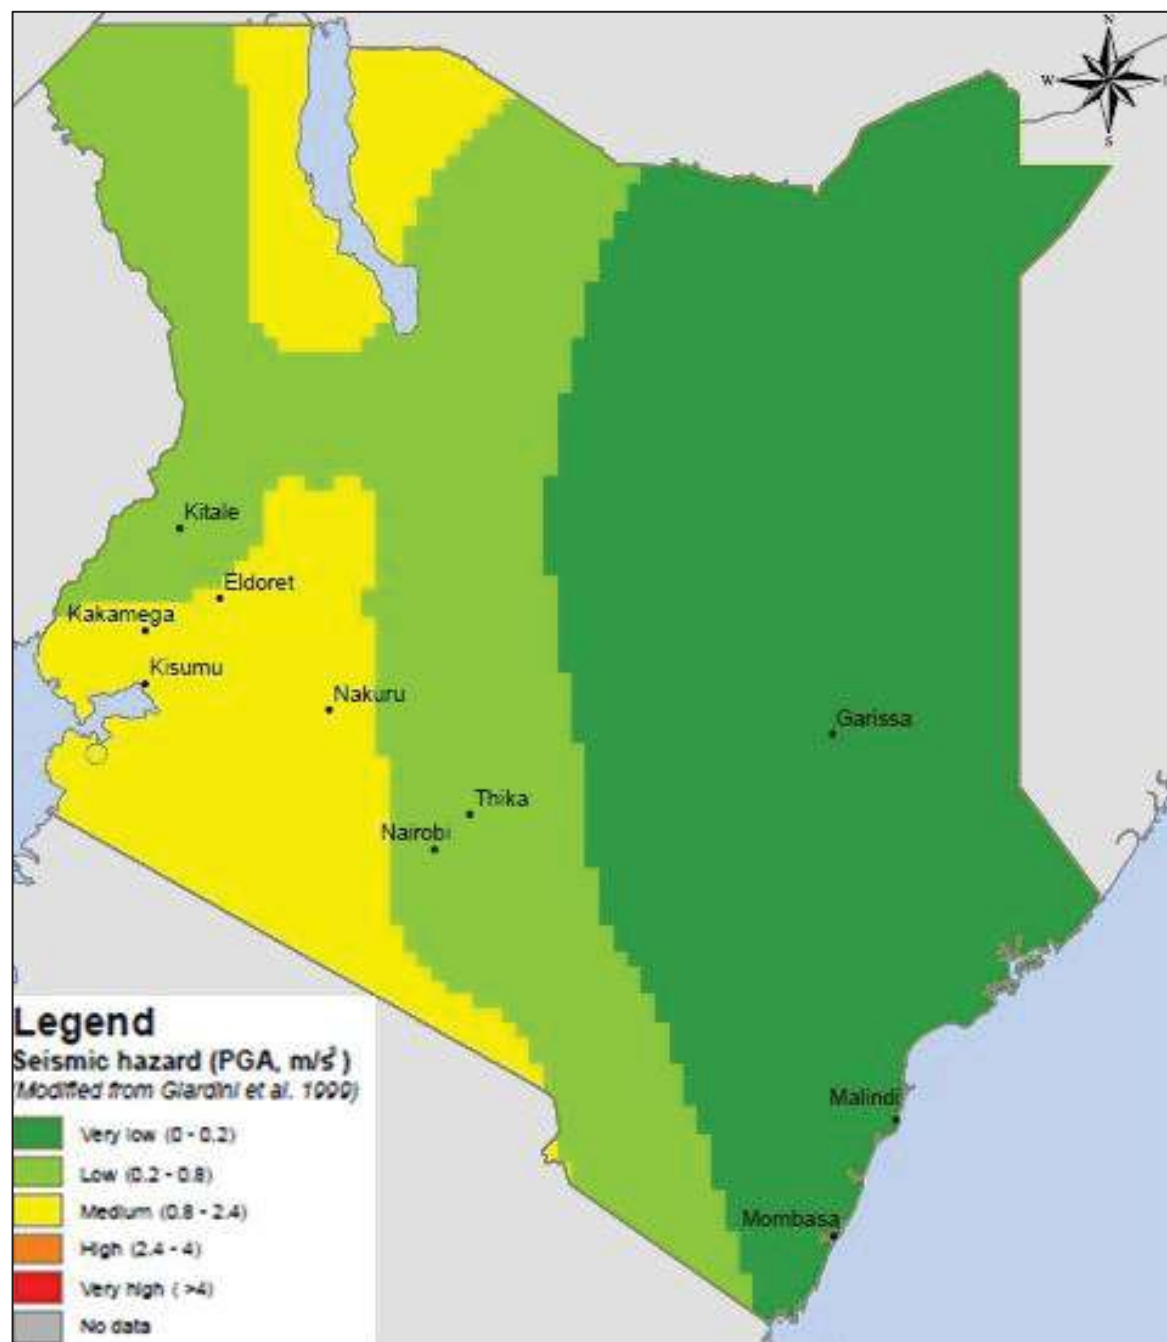 N
W
S
Kitale
Eldoret
Kakamega
Kisumu
Nakuru
Garissa
Thika
Nairobi
Malindi
Mombasa
Legend
Seismic hazard (PGA, m/s²)
(Modified from Giardini et al. 1999)
Very low (0 - 0.2)
Low (0.2 - 0.8)
Medium (0.8 - 2.4)
High (2.4 - 4)
Very high ( >4)
No data